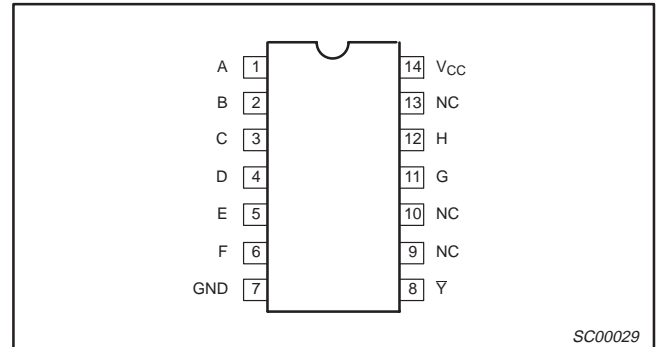 A 1 14 VCC
B 2 13 NC
C 3 12 H
D 4 11 G
E 5 10 NC
F 6 9 NC
GND 7 8 Y̅
SC00029